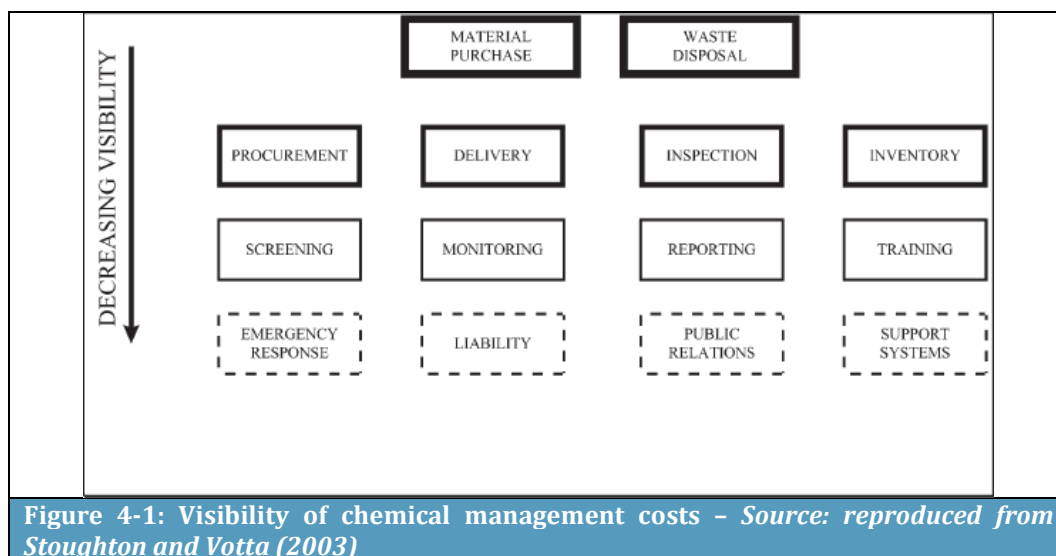 DECREASING VISIBILITY
MATERIAL
PURCHASE
WASTE
DISPOSAL
PROCUREMENT
DELIVERY
INSPECTION
INVENTORY
SCREENING
MONITORING
REPORTING
TRAINING
EMERGENCY
RESPONSE
LIABILITY
PUBLIC
RELATIONS
SUPPORT
SYSTEMS
Figure 4-1: Visibility of chemical management costs – Source: reproduced from
Stoughton and Votta (2003)